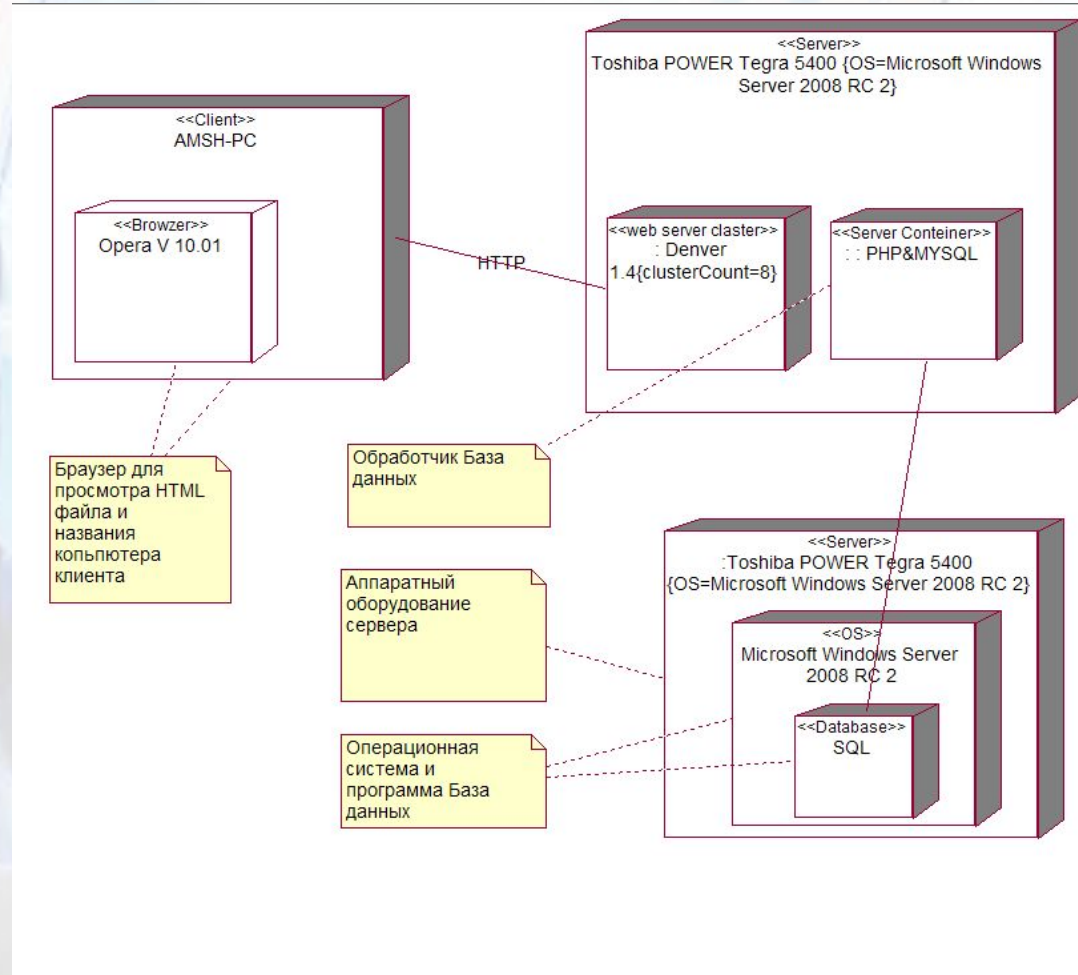 <<Server>>
Toshiba POWER Tegra 5400 {OS=Microsoft Windows
Server 2008 RC 2}
<<Client>>
AMSH-PC
<<Browzer>>
Opera V 10.01
HTTP
<<web server claster>>
: Denver
1.4{clusterCount=8}
<<Server Conteiner>>
: : PHP&MYSQL
Браузер для
просмотра HTML
файла и
названия
копьпютера
клиента
Обработчик База
данных
Аппаратный
оборудование
сервера
Операционная
система и
программа База
данных
<<Server>>
:Toshiba POWER Tegra 5400
{OS=Microsoft Windows Server 2008 RC 2}
<<OS>>
Microsoft Windows Server
2008 RC 2
<<Database>>
SQL